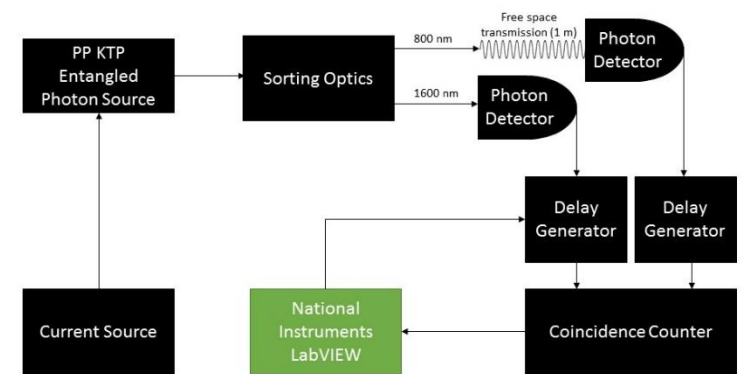 PP KTP
Entangled
Photon Source
Sorting Optics
800 nm
Free space
transmission (1 m)
Photon
Detector
1600 nm
Photon
Detector
Delay
Generator
Delay
Generator
Current Source
National
Instruments
LabVIEW
Coincidence Counter